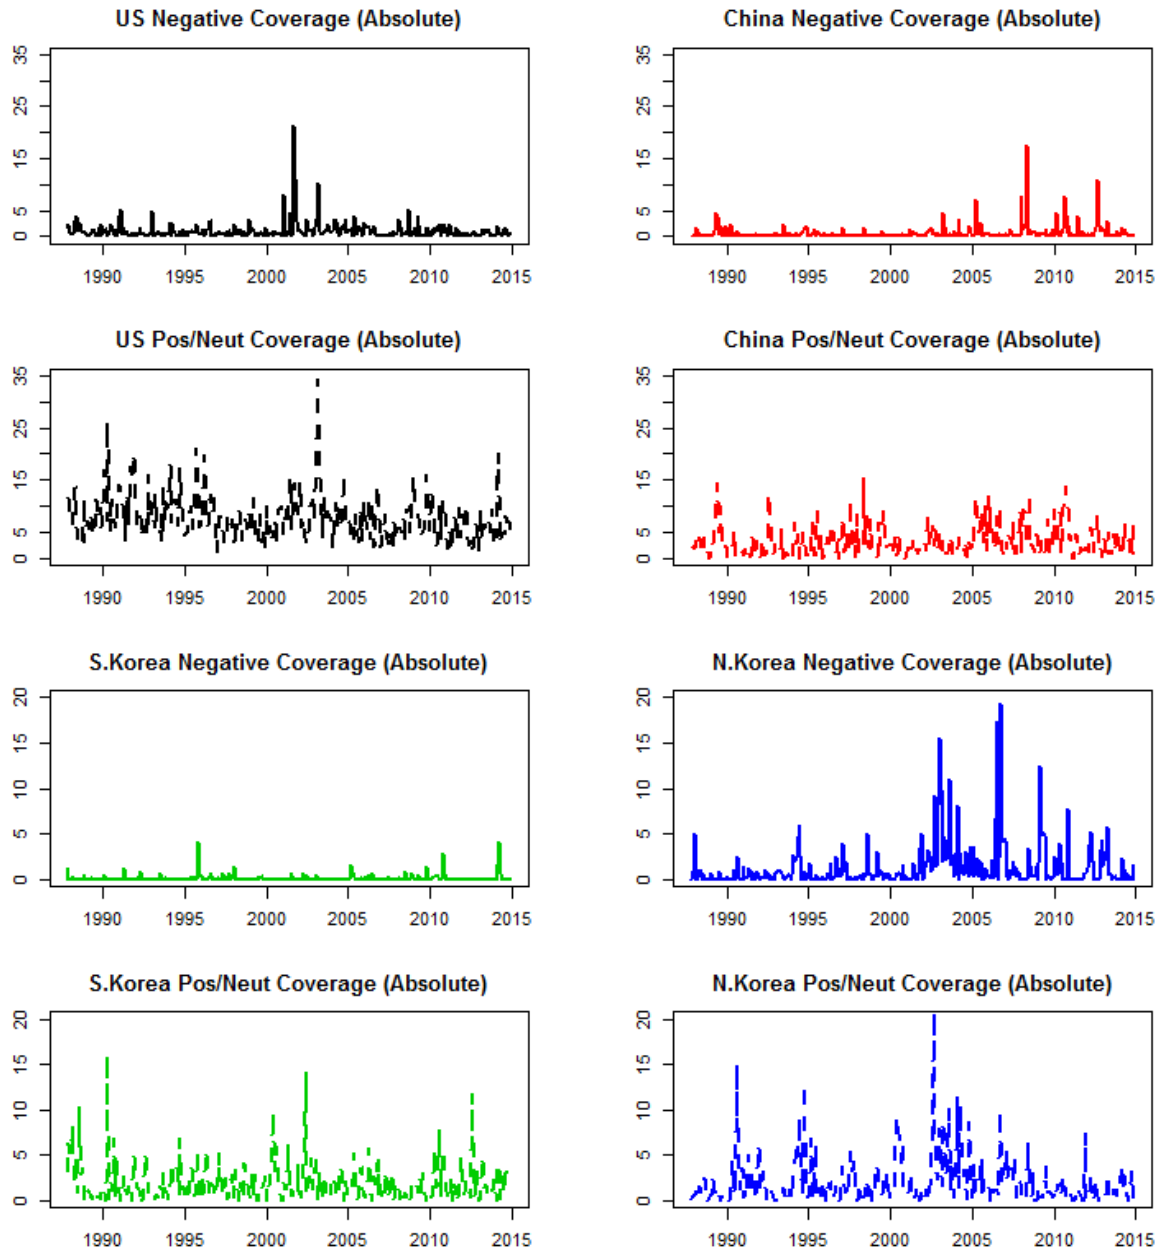 US Negative Coverage (Absolute)
35
25
15
5
0
1990 1995 2000 2005 2010 2015
China Negative Coverage (Absolute)
35
25
15
5
0
1990 1995 2000 2005 2010 2015
US Pos/Neut Coverage (Absolute)
35
25
15
5
0
1990 1995 2000 2005 2010 2015
China Pos/Neut Coverage (Absolute)
35
25
15
5
0
1990 1995 2000 2005 2010 2015
S.Korea Negative Coverage (Absolute)
20
15
10
5
0
1990 1995 2000 2005 2010 2015
N.Korea Negative Coverage (Absolute)
20
15
10
5
0
1990 1995 2000 2005 2010 2015
S.Korea Pos/Neut Coverage (Absolute)
20
15
10
5
0
1990 1995 2000 2005 2010 2015
N.Korea Pos/Neut Coverage (Absolute)
20
15
10
5
0
1990 1995 2000 2005 2010 2015